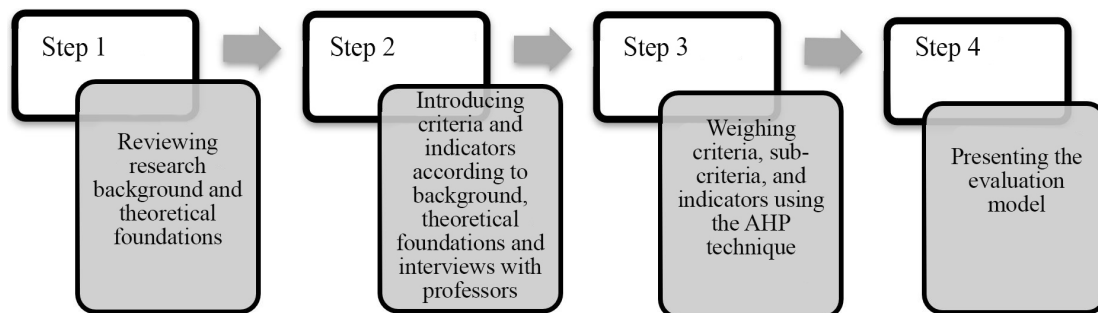 Step 1
Reviewing
research
background and
theoretical
foundations
Step 2
Introducing
criteria and
indicators
according to
background,
theoretical
foundations and
interviews with
professors
Step 3
Weighing
criteria, sub-
criteria, and
indicators using
the AHP
technique
Step 4
Presenting the
evaluation
model